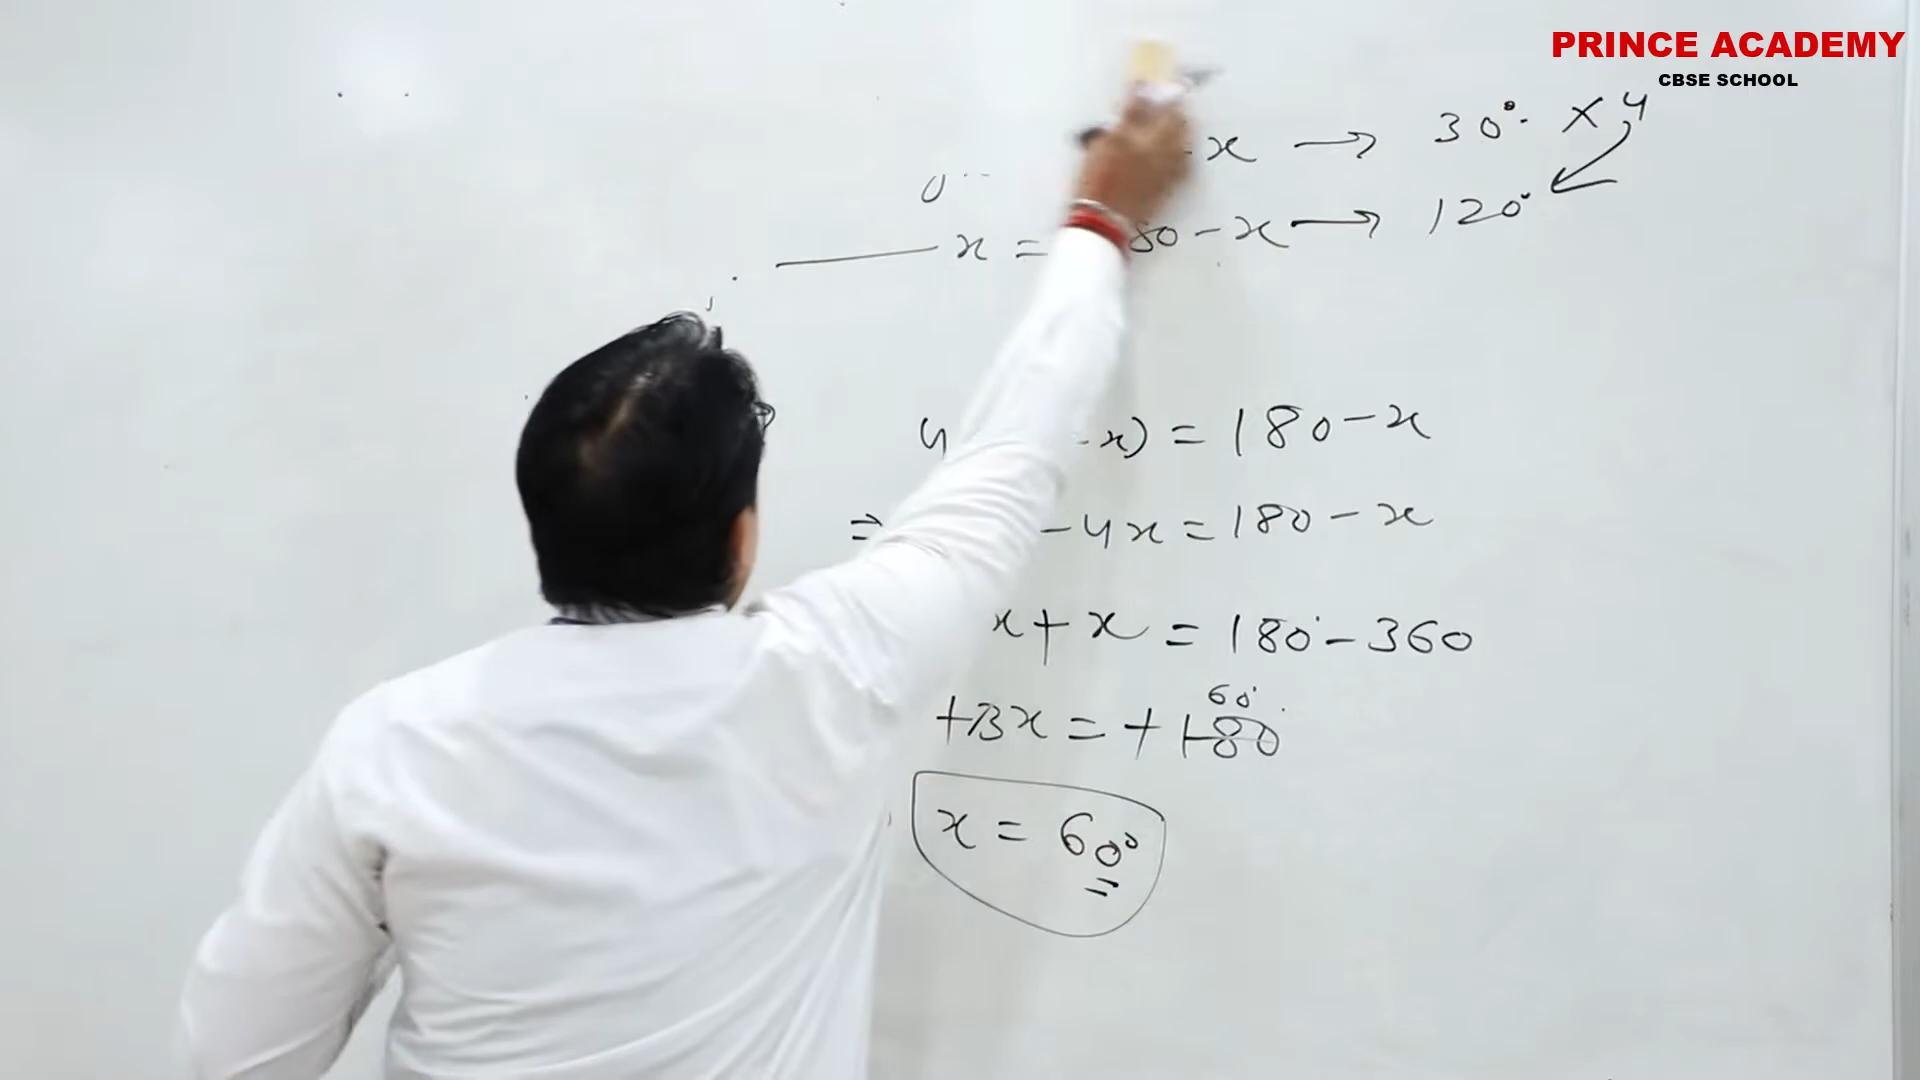 PRINCE ACADEMY
CBSE SCHOOL
x → 30° × 4
x = 80 - x → 120°
4 - x) = 180 - x
⇒ - 4x = 180 - x
x + x = 180 - 360
60°
+3x = +180
x = 60°